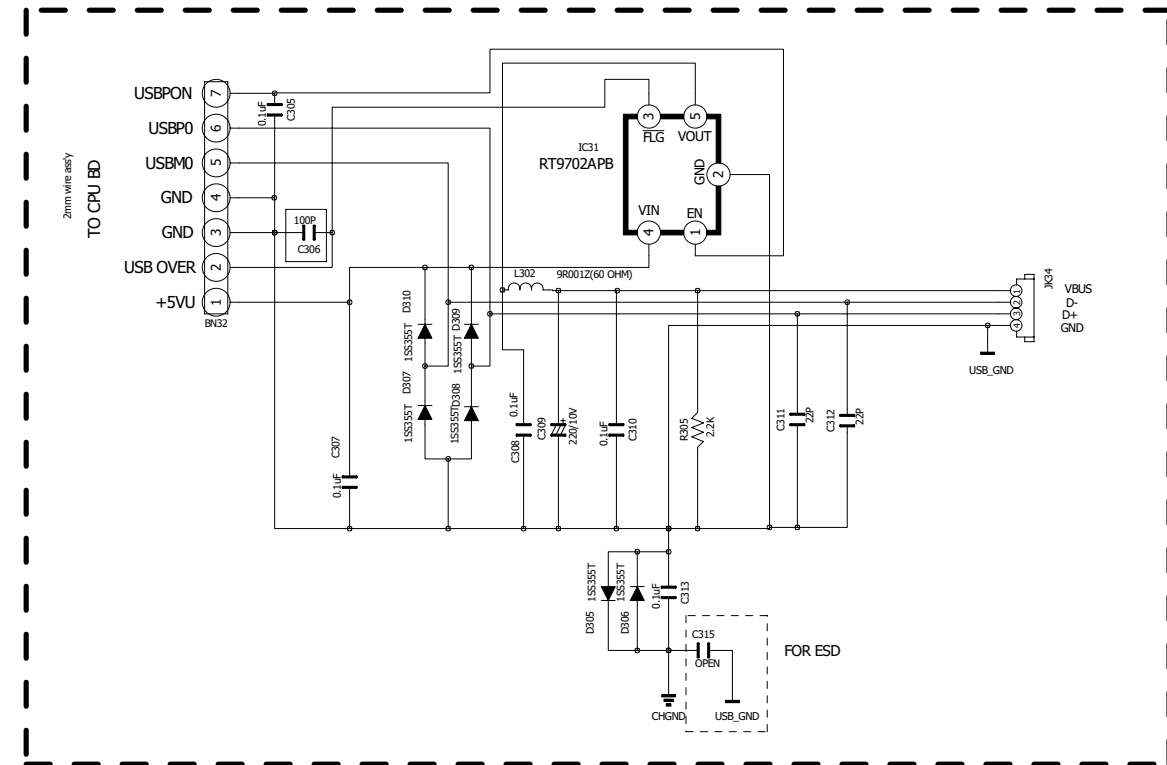 USBPON 7
USBP0 6
USBM0 5
GND 4
GND 3
USB OVER 2
+5VU 1
BN32
2mm wire ass'y
TO CPU BD
0.1uF
C305
100P
C306
IC31
RT9702APB
3
FLG
5
VOUT
GND
2
VIN
4
EN
1
L302
9R001Z(60 OHM)
JK34
1 VBUS
2 D-
3 D+
4 GND
USB_GND
1SS355T D310
1SS355T D309
1SS355T D307
1SS355T D308
0.1uF
C307
0.1uF
C308
C309
+
220/10V
0.1uF
C310
R305
2.2K
C311
22P
C312
22P
D305 1SS355T
D306 1SS355T
0.1uF
C313
C315
OPEN
FOR ESD
CHGND
USB_GND